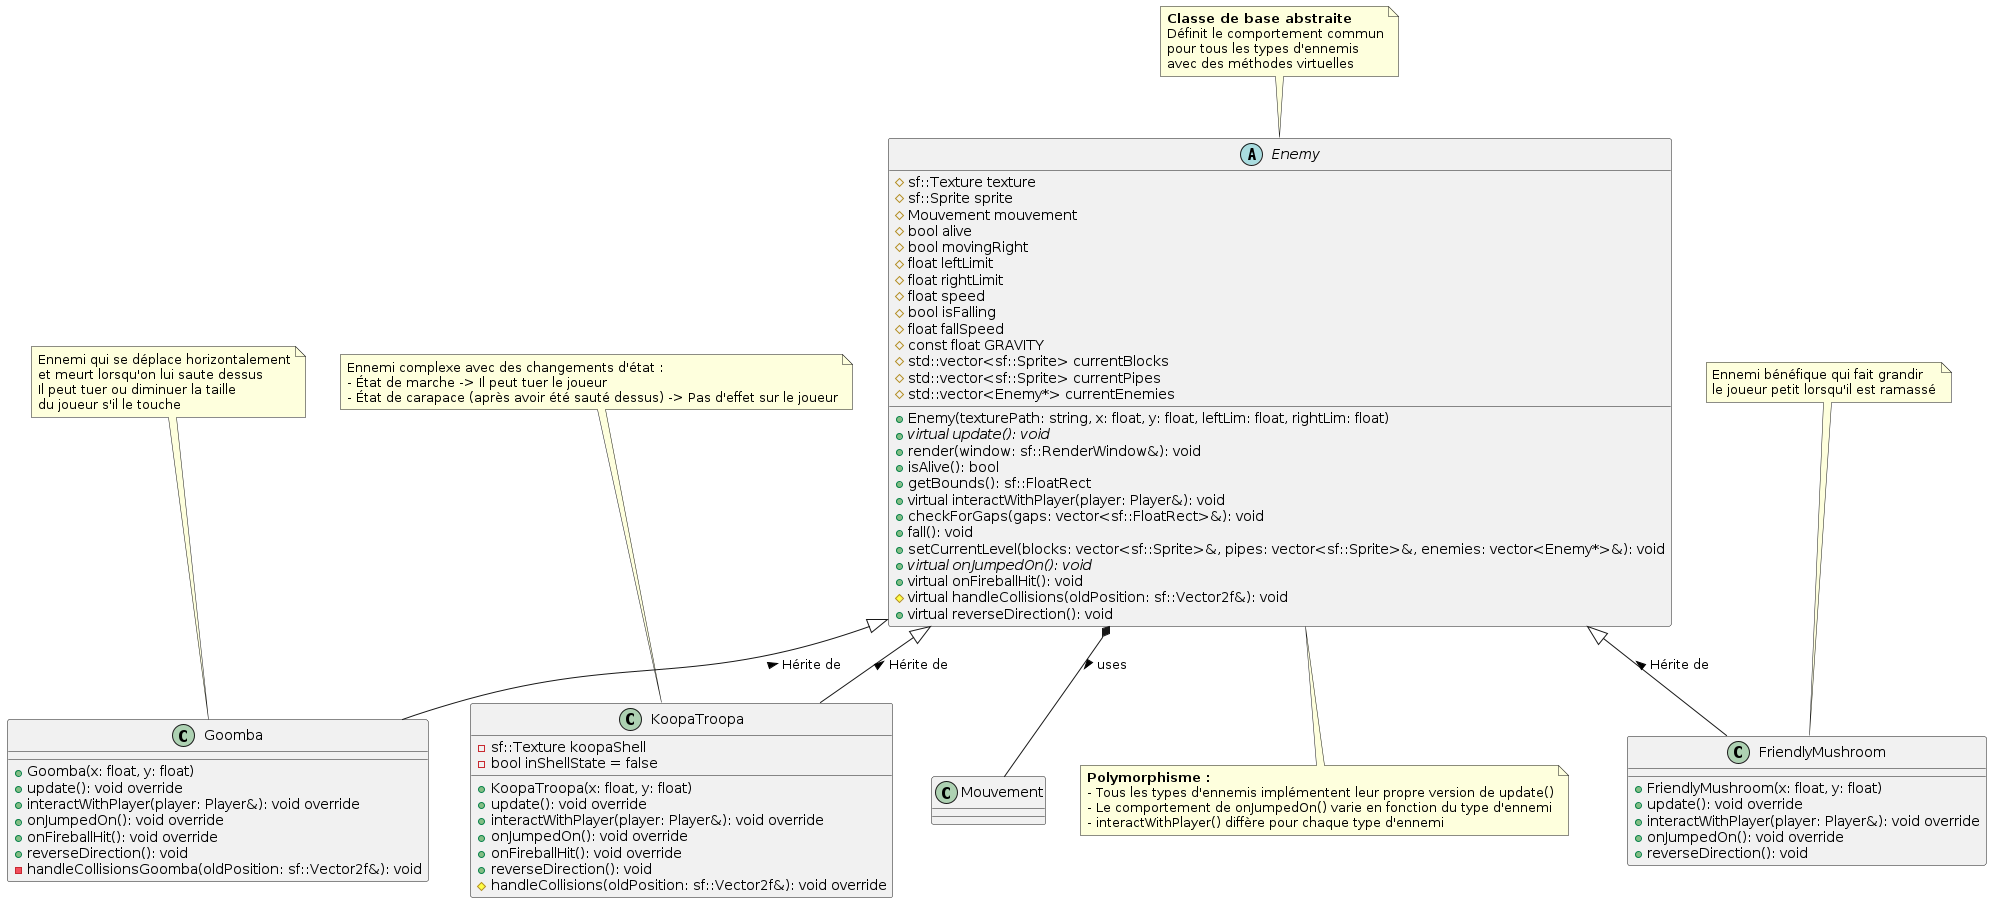 Classe de base abstraite
Définit le comportement commun
pour tous les types d'ennemis
avec des méthodes virtuelles
A Enemy
sf::Texture texture
sf::Sprite sprite
Mouvement mouvement
bool alive
bool movingRight
float leftLimit
float rightLimit
float speed
bool isFalling
float fallSpeed
const float GRAVITY
std::vector<sf::Sprite> currentBlocks
std::vector<sf::Sprite> currentPipes
std::vector<Enemy*> currentEnemies
Enemy(texturePath: string, x: float, y: float, leftLim: float, rightLim: float)
virtual update(): void
render(window: sf::RenderWindow&): void
isAlive(): bool
getBounds(): sf::FloatRect
virtual interactWithPlayer(player: Player&): void
checkForGaps(gaps: vector<sf::FloatRect>&): void
fall(): void
setCurrentLevel(blocks: vector<sf::Sprite>&, pipes: vector<sf::Sprite>&, enemies: vector<Enemy*>&): void
virtual onJumpedOn(): void
virtual onFireballHit(): void
virtual handleCollisions(oldPosition: sf::Vector2f&): void
virtual reverseDirection(): void
Ennemi qui se déplace horizontalement
et meurt lorsqu'on lui saute dessus
Il peut tuer ou diminuer la taille
du joueur s'il le touche
Ennemi complexe avec des changements d'état :
- État de marche -> Il peut tuer le joueur
- État de carapace (après avoir été sauté dessus) -> Pas d'effet sur le joueur
Ennemi bénéfique qui fait grandir
le joueur petit lorsqu'il est ramassé
Hérite de
Hérite de
uses
Hérite de
C Goomba
Goomba(x: float, y: float)
update(): void override
interactWithPlayer(player: Player&): void override
onJumpedOn(): void override
onFireballHit(): void override
reverseDirection(): void
handleCollisionsGoomba(oldPosition: sf::Vector2f&): void
C KoopaTroopa
sf::Texture koopaShell
bool inShellState = false
KoopaTroopa(x: float, y: float)
update(): void override
interactWithPlayer(player: Player&): void override
onJumpedOn(): void override
onFireballHit(): void override
reverseDirection(): void
handleCollisions(oldPosition: sf::Vector2f&): void override
C Mouvement
Polymorphisme :
- Tous les types d'ennemis implémentent leur propre version de update()
- Le comportement de onJumpedOn() varie en fonction du type d'ennemi
- interactWithPlayer() diffère pour chaque type d'ennemi
C FriendlyMushroom
FriendlyMushroom(x: float, y: float)
update(): void override
interactWithPlayer(player: Player&): void override
onJumpedOn(): void override
reverseDirection(): void